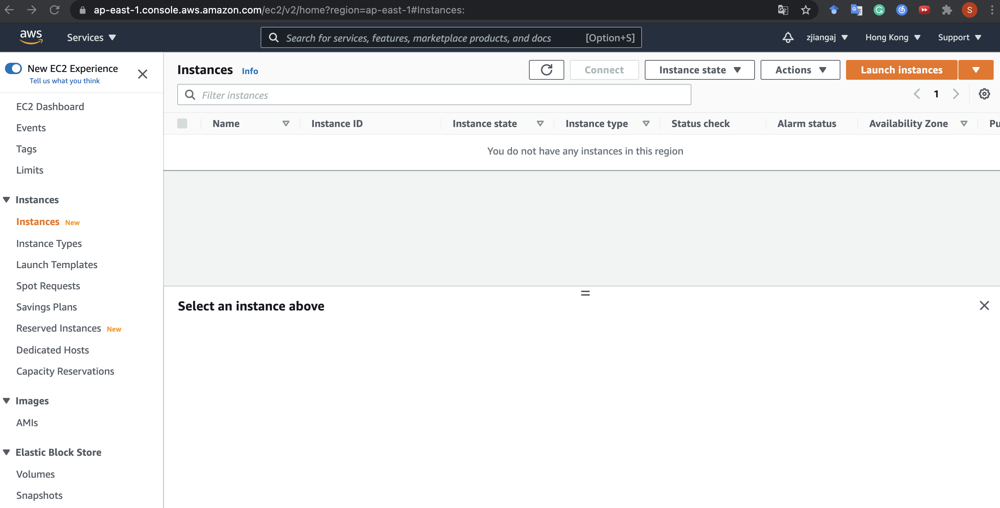 ap-east-1.console.aws.amazon.com/ec2/v2/home?region=ap-east-1#Instances:
S
aws
Services
Search for services, features, marketplace products, and docs [Option+S]
zjiangaj
Hong Kong
Support
New EC2 Experience
Tell us what you think
EC2 Dashboard
Events
Tags
Limits
Instances
Instances New
Instance Types
Launch Templates
Spot Requests
Savings Plans
Reserved Instances New
Dedicated Hosts
Capacity Reservations
Images
AMIs
Elastic Block Store
Volumes
Snapshots
Instances Info
Connect
Instance state
Actions
Launch instances
Filter instances
1
Name Instance ID Instance state Instance type Status check Alarm status Availability Zone Pu
You do not have any instances in this region
Select an instance above